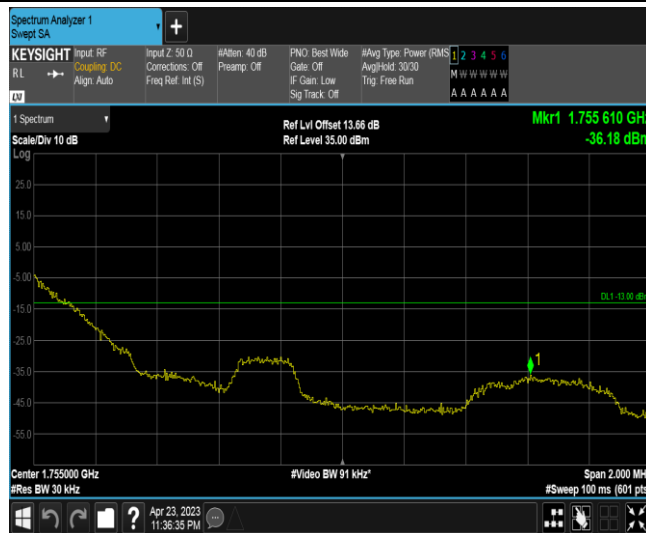 Spectrum Analyzer 1
Swept SA
+
KEYSIGHT
RL
Input: RF
Coupling: DC
Align: Auto
Input Z: 50 Ω
Corrections: Off
Freq Ref: Int (S)
#Atten: 40 dB
Preamp: Off
PNO: Best Wide
Gate: Off
IF Gain: Low
Sig Track: Off
#Avg Type: Power (RMS
Avg|Hold: 30/30
Trig: Free Run
1 2 3 4 5 6
M W W W W W
A A A A A A
LXI
1 Spectrum
Scale/Div 10 dB
Log
Ref Lvl Offset 13.66 dB
Ref Level 35.00 dBm
Mkr1 1.755 610 GHz
-36.18 dBm
25.0
15.0
5.00
-5.00
DL1 -13.00 dBm
-15.0
-25.0
-35.0
1
-45.0
-55.0
Center 1.755000 GHz
#Res BW 30 kHz
#Video BW 91 kHz*
Span 2.000 MH
#Sweep 100 ms (601 pts
?
Apr 23, 2023
11:36:35 PM